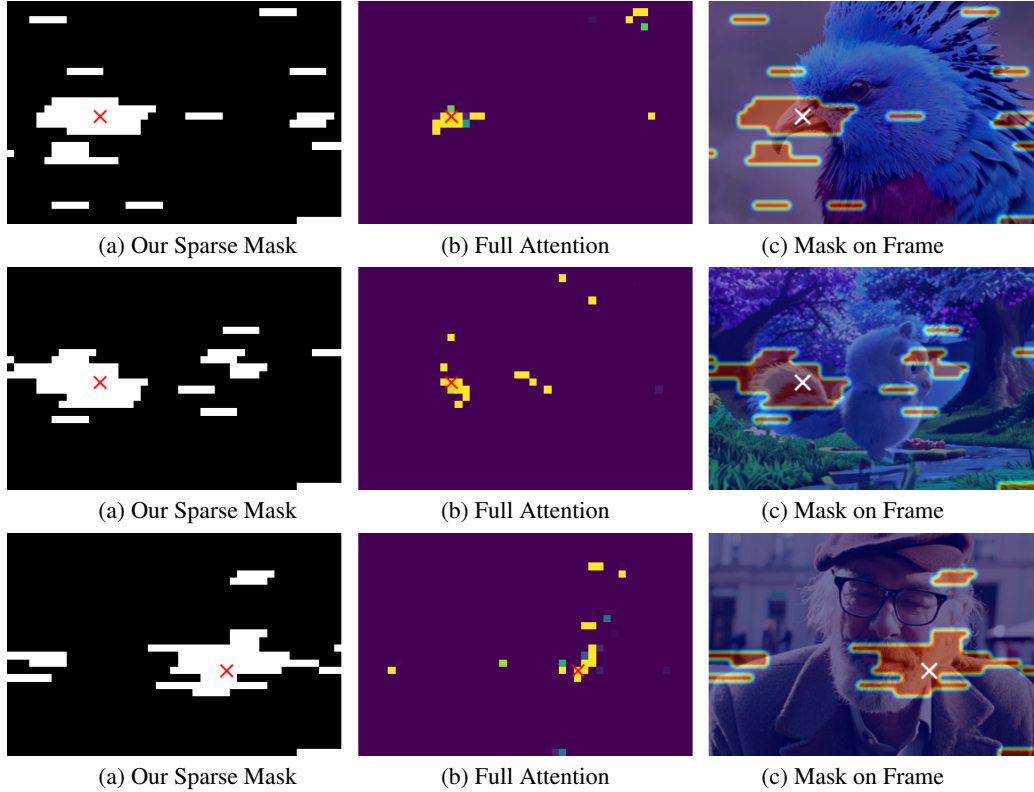 (a) Our Sparse Mask
(b) Full Attention
(c) Mask on Frame
(a) Our Sparse Mask
(b) Full Attention
(c) Mask on Frame
(a) Our Sparse Mask
(b) Full Attention
(c) Mask on Frame